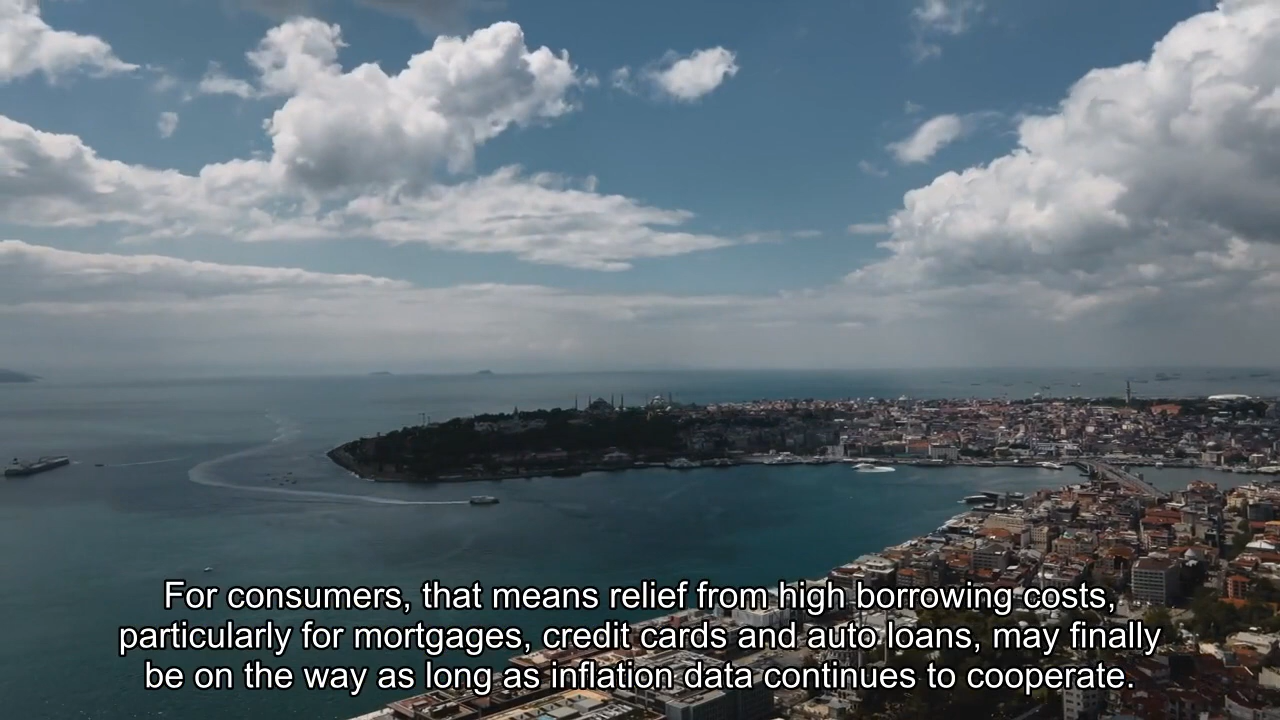 For consumers, that means relief from high borrowing costs,
particularly for mortgages, credit cards and auto loans, may finally
be on the way as long as inflation data continues to cooperate.